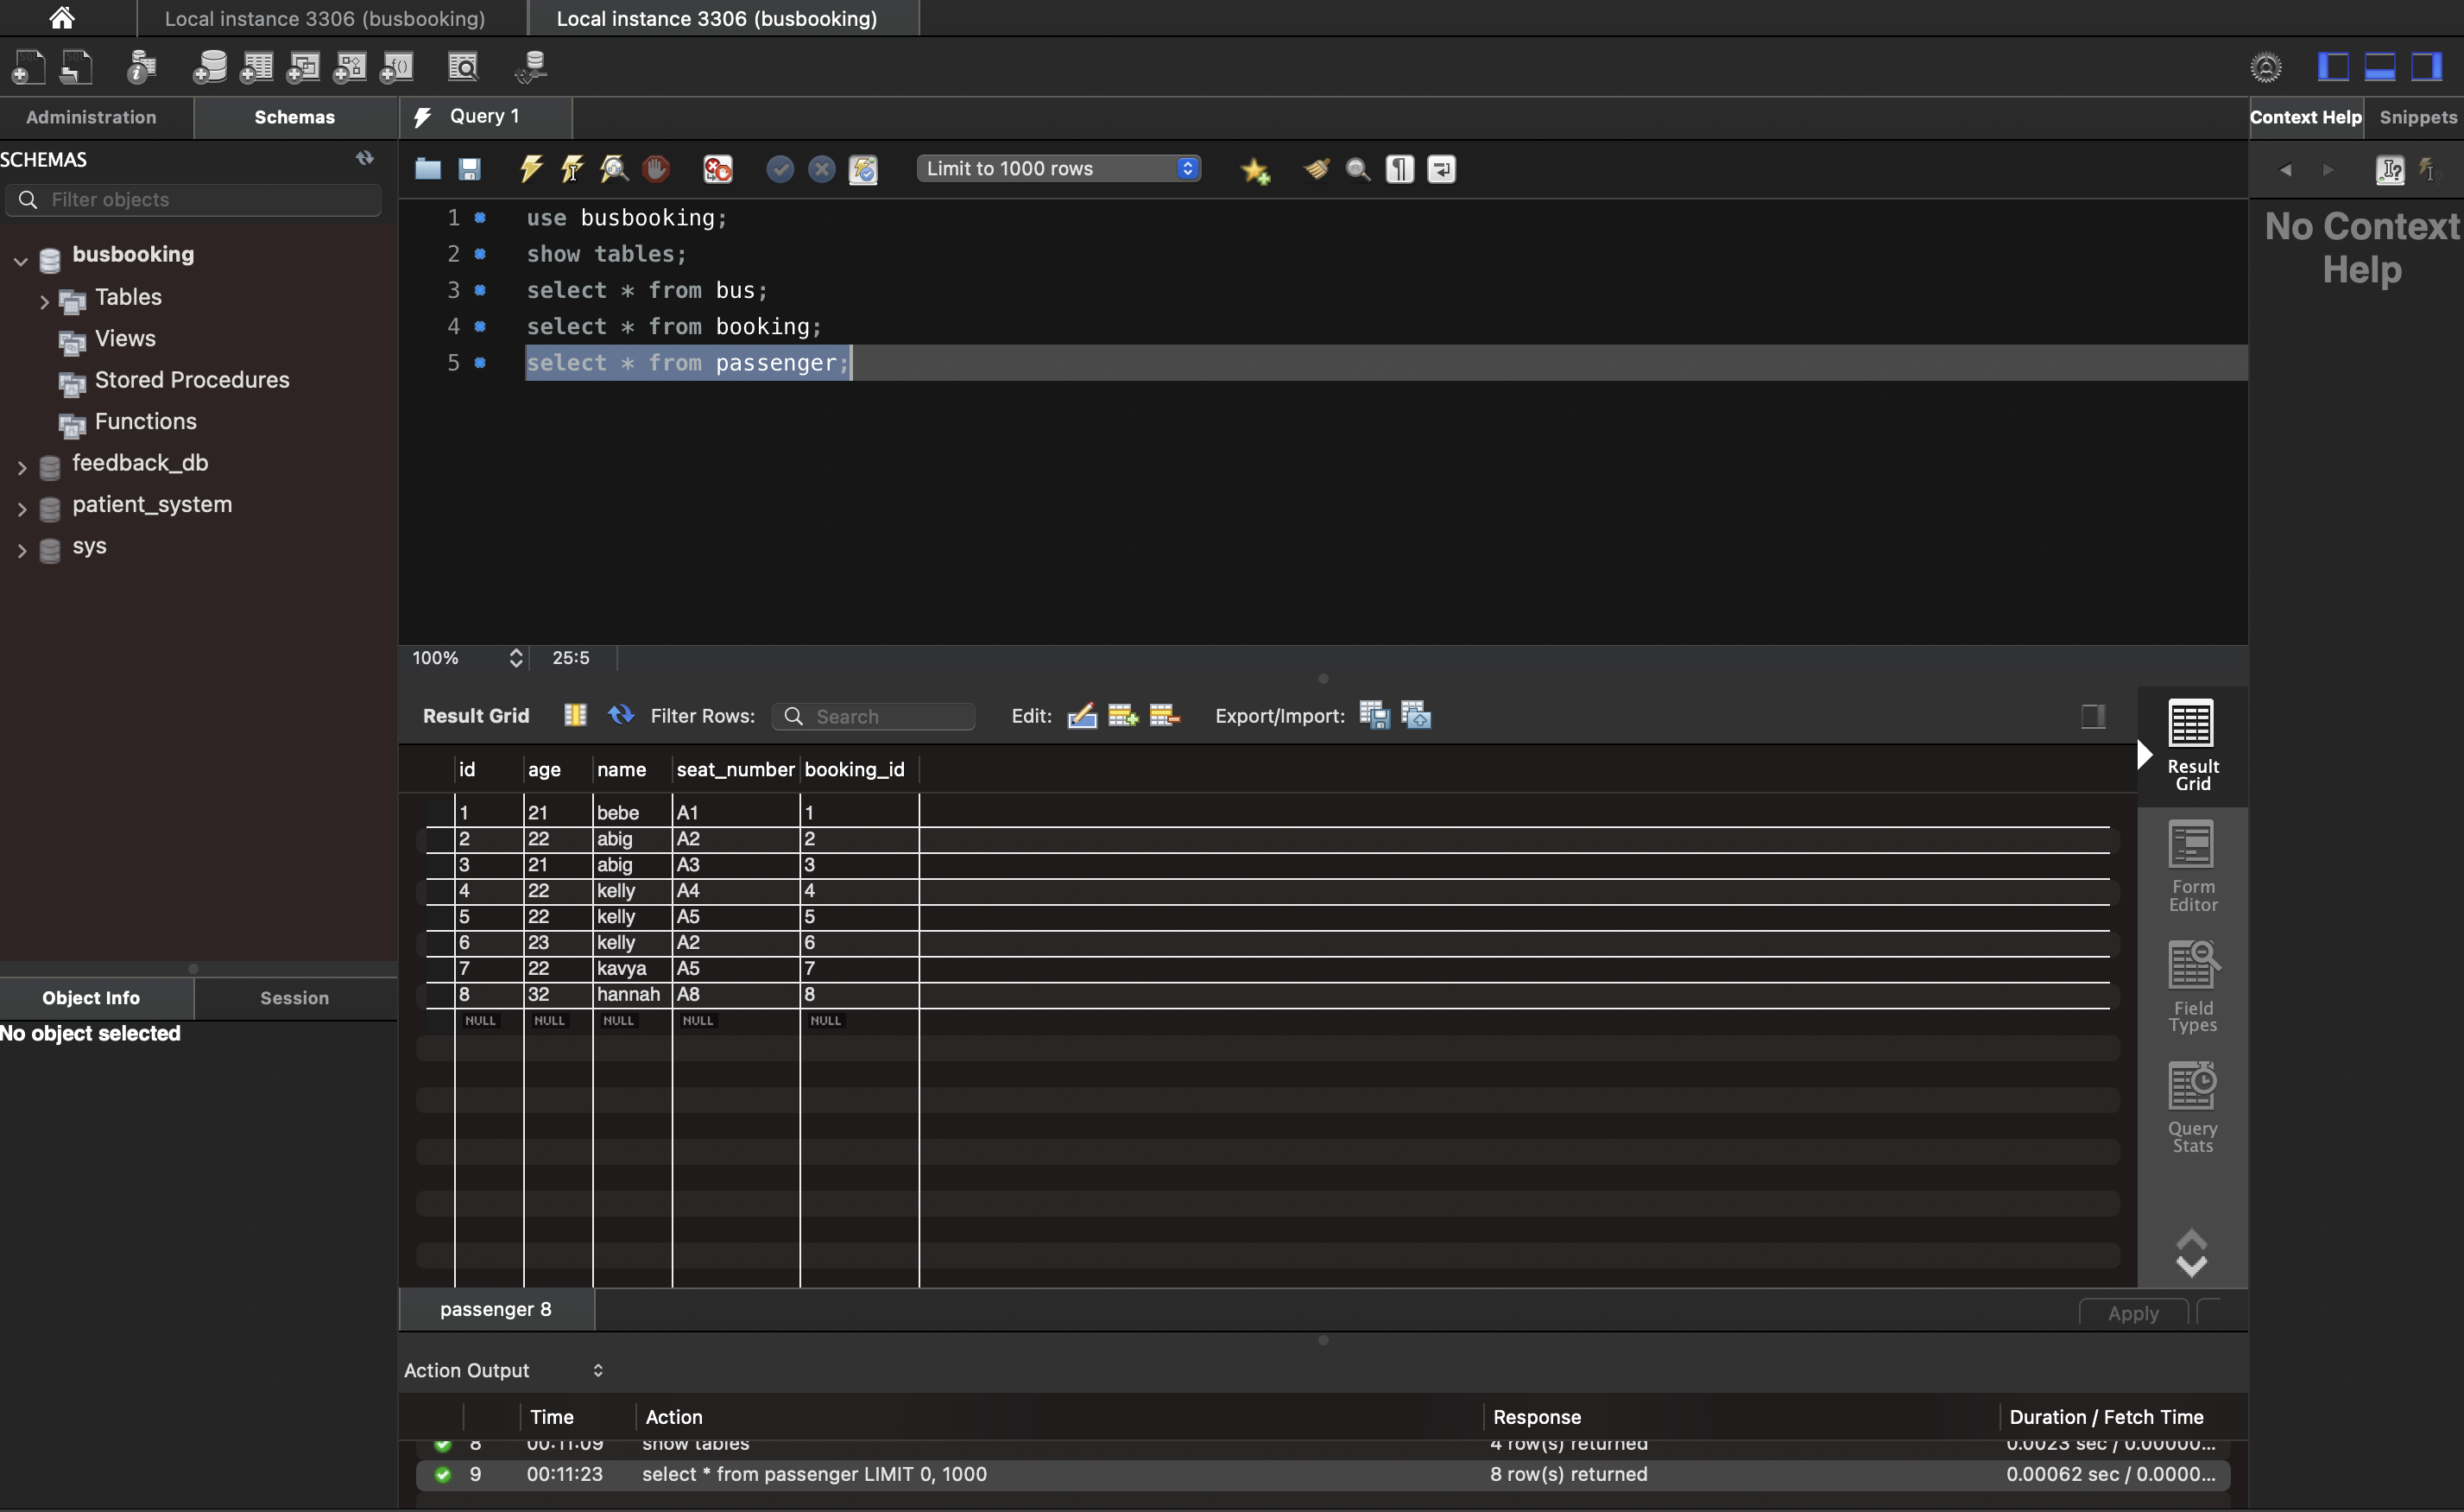 Local instance 3306 (busbooking)
Local instance 3306 (busbooking)
Administration
Schemas
Query 1
Context Help
Snippets
SCHEMAS
Filter objects
Limit to 1000 rows
No Context Help
busbooking
Tables
Views
Stored Procedures
Functions
feedback_db
patient_system
sys
1 use busbooking;
2 show tables;
3 select * from bus;
4 select * from booking;
5 select * from passenger;
100% 25:5
Result Grid Filter Rows: Search Edit: Export/Import:
id age name seat_number booking_id
1 21 bebe A1 1
2 22 abig A2 2
3 21 abig A3 3
4 22 kelly A4 4
5 22 kelly A5 5
6 23 kelly A2 6
7 22 kavya A5 7
8 32 hannah A8 8
NULL NULL NULL NULL NULL
Result Grid
Form Editor
Field Types
Query Stats
Object Info
Session
No object selected
passenger 8
Apply
Action Output
Time Action Response Duration / Fetch Time
8 00:11:09 show tables 4 row(s) returned 0.0023 sec / 0.00000...
9 00:11:23 select * from passenger LIMIT 0, 1000 8 row(s) returned 0.00062 sec / 0.0000...